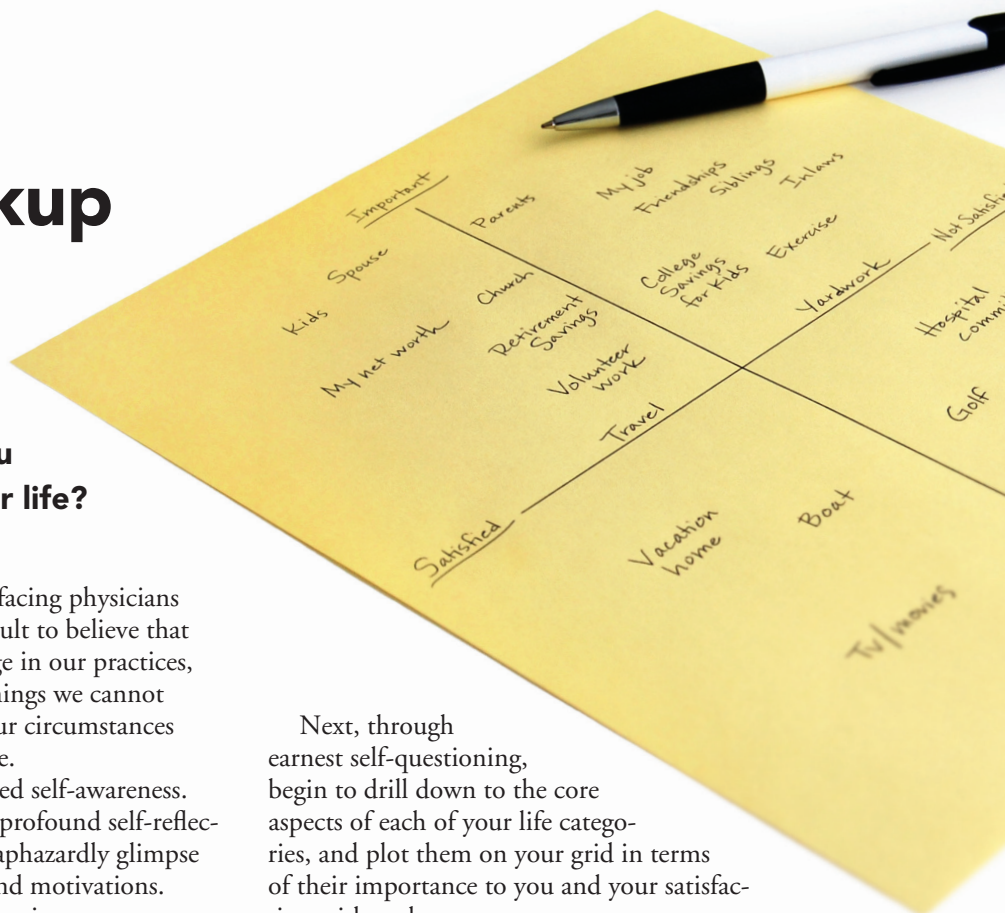 kup
u
r life?
facing physicians
ult to believe that
ge in our practices,
hings we cannot
ur circumstances
e.
ed self-awareness.
profound self-reflec-
aphazardly glimpse
nd motivations.
Next, through
earnest self-questioning,
begin to drill down to the core
aspects of each of your life catego-
ries, and plot them on your grid in terms
of their importance to you and your satisfac-
Important
Parents
My job
Friendships
Siblings
Inlaws
Not Satisfie
Kids
Spouse
Church
College
Savings
for Kids
Exercise
Yardwork
Hospital
commi
My net worth
Retirement
Savings
Volunteer
work
Travel
Golf
Satisfied
Vacation
home
Boat
TV/movies